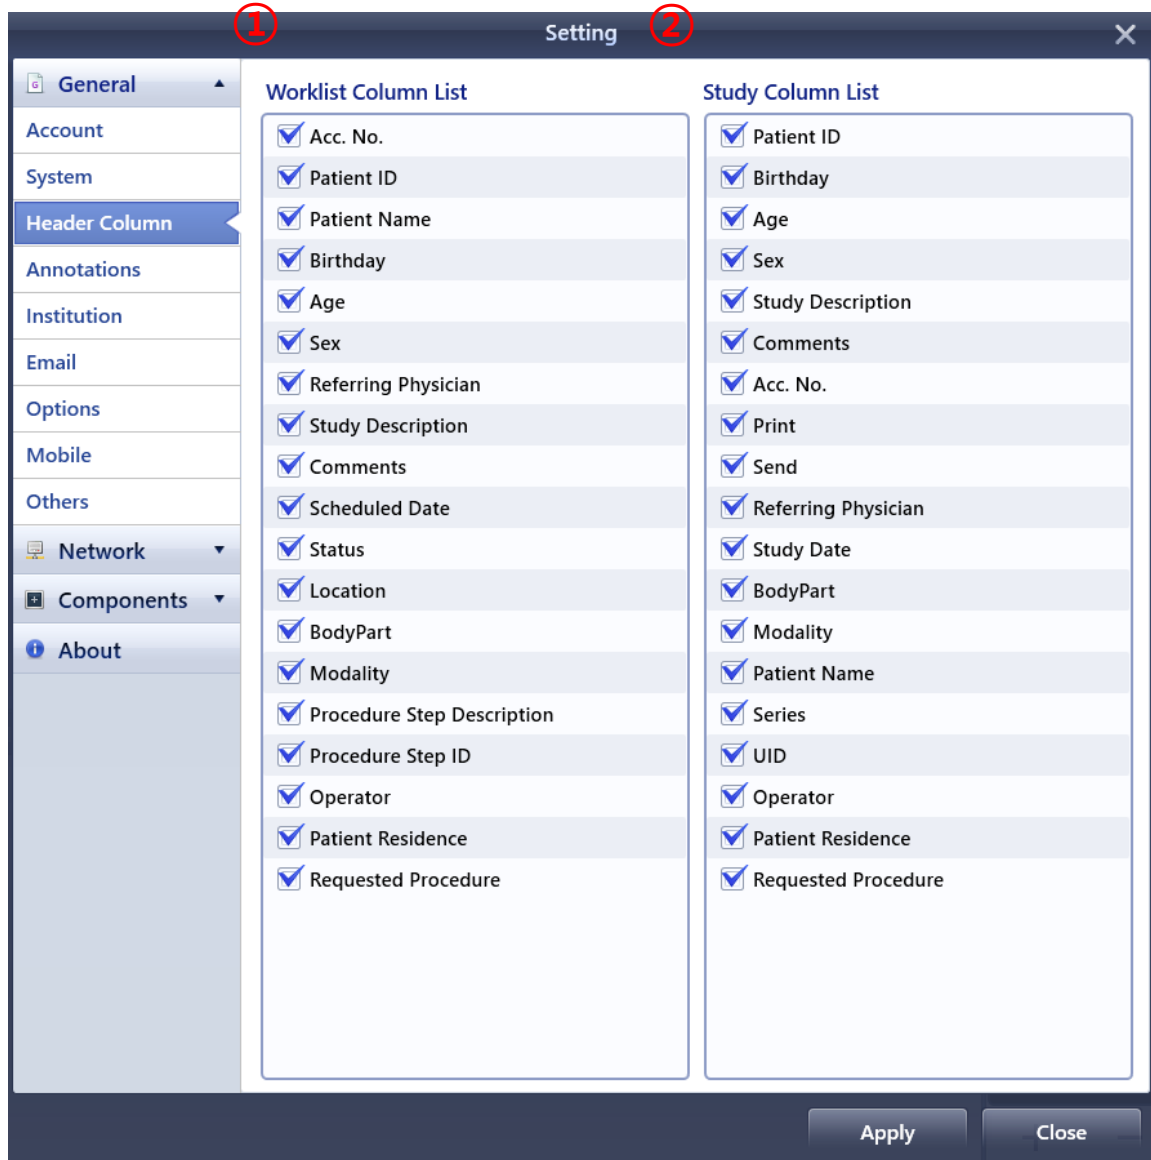 ① ②
Setting
General
Account
System
Header Column
Annotations
Institution
Email
Options
Mobile
Others
Network
Components
About
Worklist Column List
Acc. No.
Patient ID
Patient Name
Birthday
Age
Sex
Referring Physician
Study Description
Comments
Scheduled Date
Status
Location
BodyPart
Modality
Procedure Step Description
Procedure Step ID
Operator
Patient Residence
Requested Procedure
Study Column List
Patient ID
Birthday
Age
Sex
Study Description
Comments
Acc. No.
Print
Send
Referring Physician
Study Date
BodyPart
Modality
Patient Name
Series
UID
Operator
Patient Residence
Requested Procedure
Apply
Close